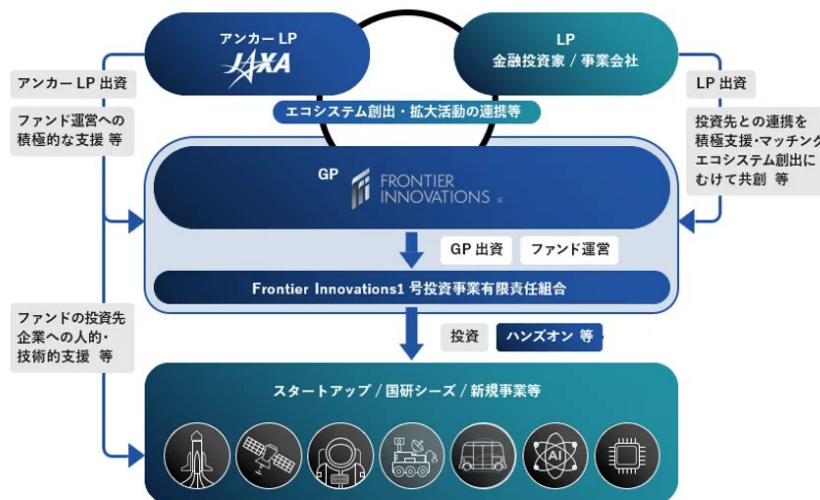 アンカー LP
JAXA
LP
金融投資家 / 事業会社
アンカー LP 出資
ファンド運営への
積極的な支援 等
エコシステム創出・拡大活動の連携等
LP 出資
投資先との連携を
積極支援・マッチング
エコシステム創出に
むけて共創 等
GP
FRONTIER
INNOVATIONS
GP 出資
ファンド運営
Frontier Innovations1 号投資事業有限責任組合
ファンドの投資先
企業への人的・
技術的支援 等
投資
ハンズオン 等
スタートアップ / 国研シーズ / 新規事業等
AI